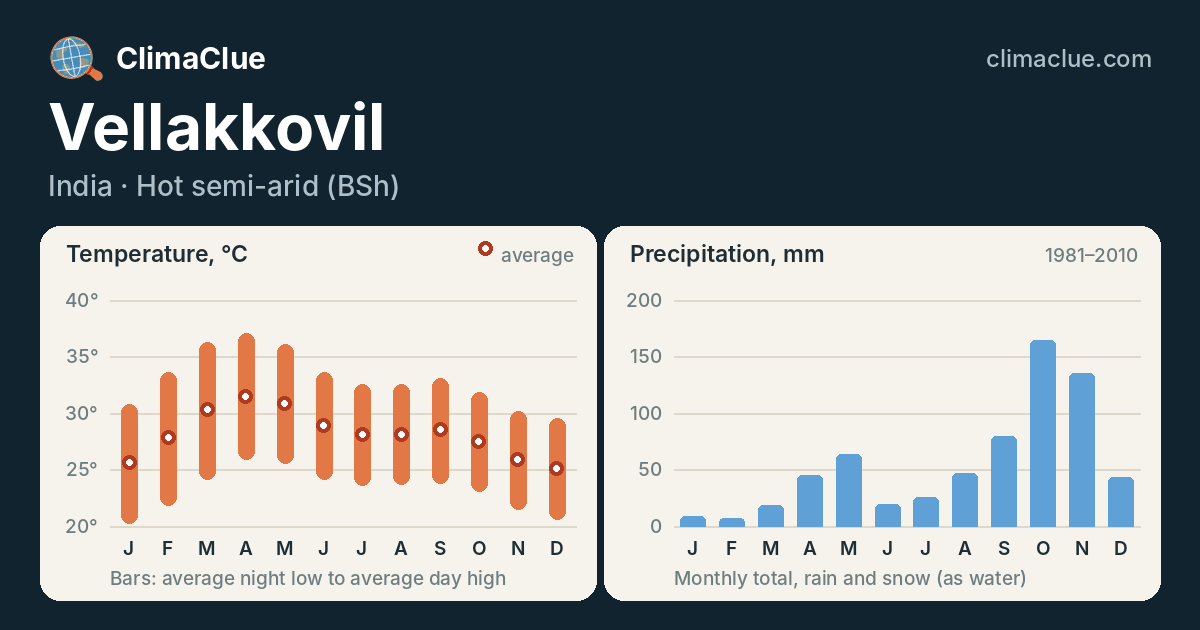 ClimaClue
climaclue.com
Vellakkovil
India · Hot semi-arid (BSh)
Temperature, °C
average
40°
35°
30°
25°
20°
J F M A M J J A S O N D
Bars: average night low to average day high
Precipitation, mm
1981–2010
200
150
100
50
0
J F M A M J J A S O N D
Monthly total, rain and snow (as water)